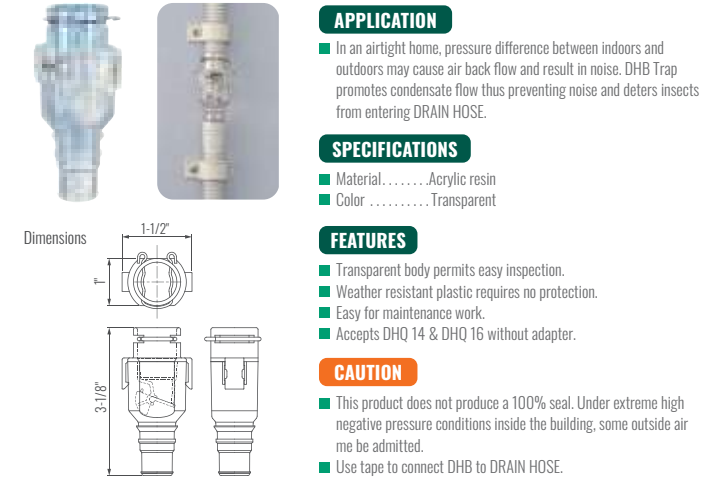 APPLICATION
In an airtight home, pressure difference between indoors and
outdoors may cause air back flow and result in noise. DHB Trap
promotes condensate flow thus preventing noise and deters insects
from entering DRAIN HOSE.
SPECIFICATIONS
Material........Acrylic resin
Color ..........Transparent
Dimensions
1-1/2"
1"
3-1/8"
FEATURES
Transparent body permits easy inspection.
Weather resistant plastic requires no protection.
Easy for maintenance work.
Accepts DHQ 14 & DHQ 16 without adapter.
CAUTION
This product does not produce a 100% seal. Under extreme high
negative pressure conditions inside the building, some outside air
me be admitted.
Use tape to connect DHB to DRAIN HOSE.